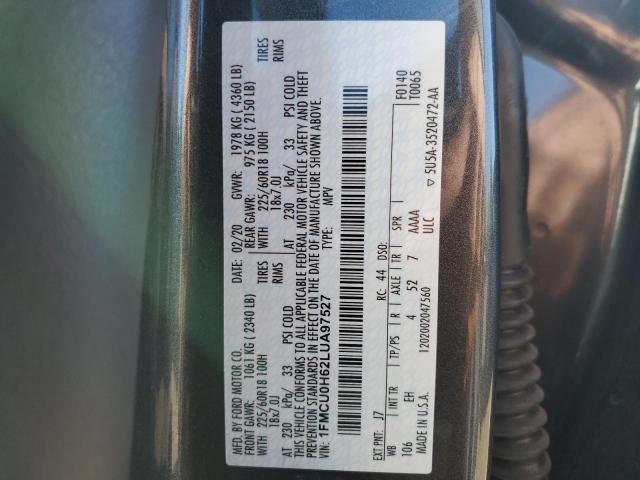 MFD. BY FORD MOTOR CO.
DATE: 02/20 GVWR: 1978 KG ( 4360 LB)
FRONT GAWR: REAR GAWR:
1061 KG ( 2340 LB) 975 KG ( 2150 LB)
WITH TIRES WITH TIRES
225/60R18 100H 225/60R18 100H
18x7.0J RIMS 18x7.0J RIMS
AT 230 kPa/ 33 PSI COLD AT 230 kPa/ 33 PSI COLD
THIS VEHICLE CONFORMS TO ALL APPLICABLE FEDERAL MOTOR VEHICLE SAFETY AND THEFT
PREVENTION STANDARDS IN EFFECT ON THE DATE OF MANUFACTURE SHOWN ABOVE.
VIN: 1FMCU0H62LUA97527 TYPE: MPV
F0140
T0065
EXT PNT: J7 RC: 44 DSO:
WB INT TR TP/PS R AXLE TR SPR
106 EH 4 52 7 AAAA
ULC
MADE IN U.S.A. 1202002047560
▽ 5U5A-3520472-AA